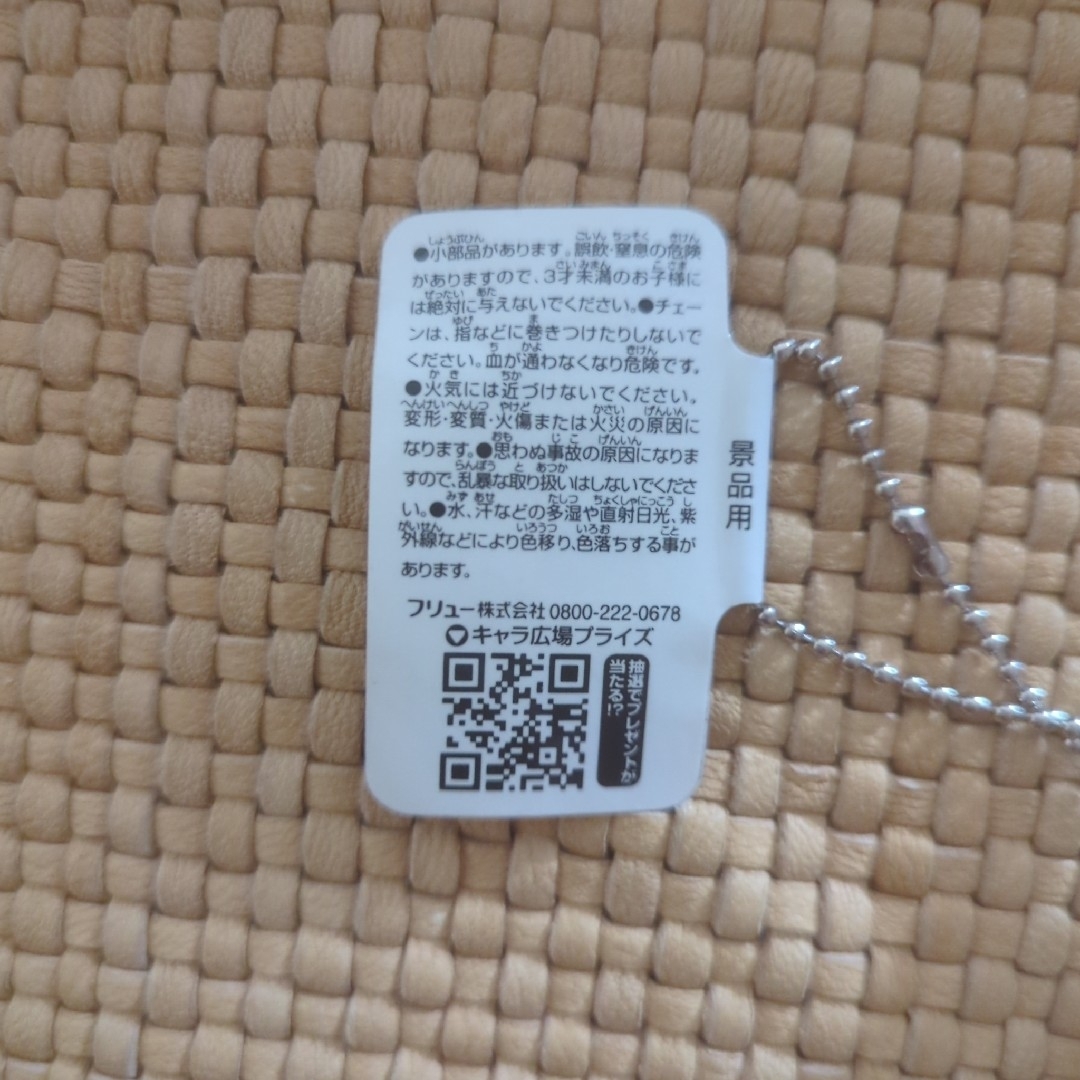 ●小部品があります。誤飲・窒息の危険
がありますので、3才未満のお子様に
は絶対に与えないでください。●チェー
ンは、指などに巻きつけたりしないで
ください。血が通わなくなり危険です。
●火気には近づけないでください。
変形・変質・火傷または火災の原因に
なります。●思わぬ事故の原因になりま
すので、乱暴な取り扱いはしないでくださ
い。●水、汗などの多湿や直射日光、紫
外線などにより色移り、色落ちする事が
あります。
フリュー株式会社 0800-222-0678
キャラ広場プライズ
抽選でプレゼントが
当たる!?
景品用